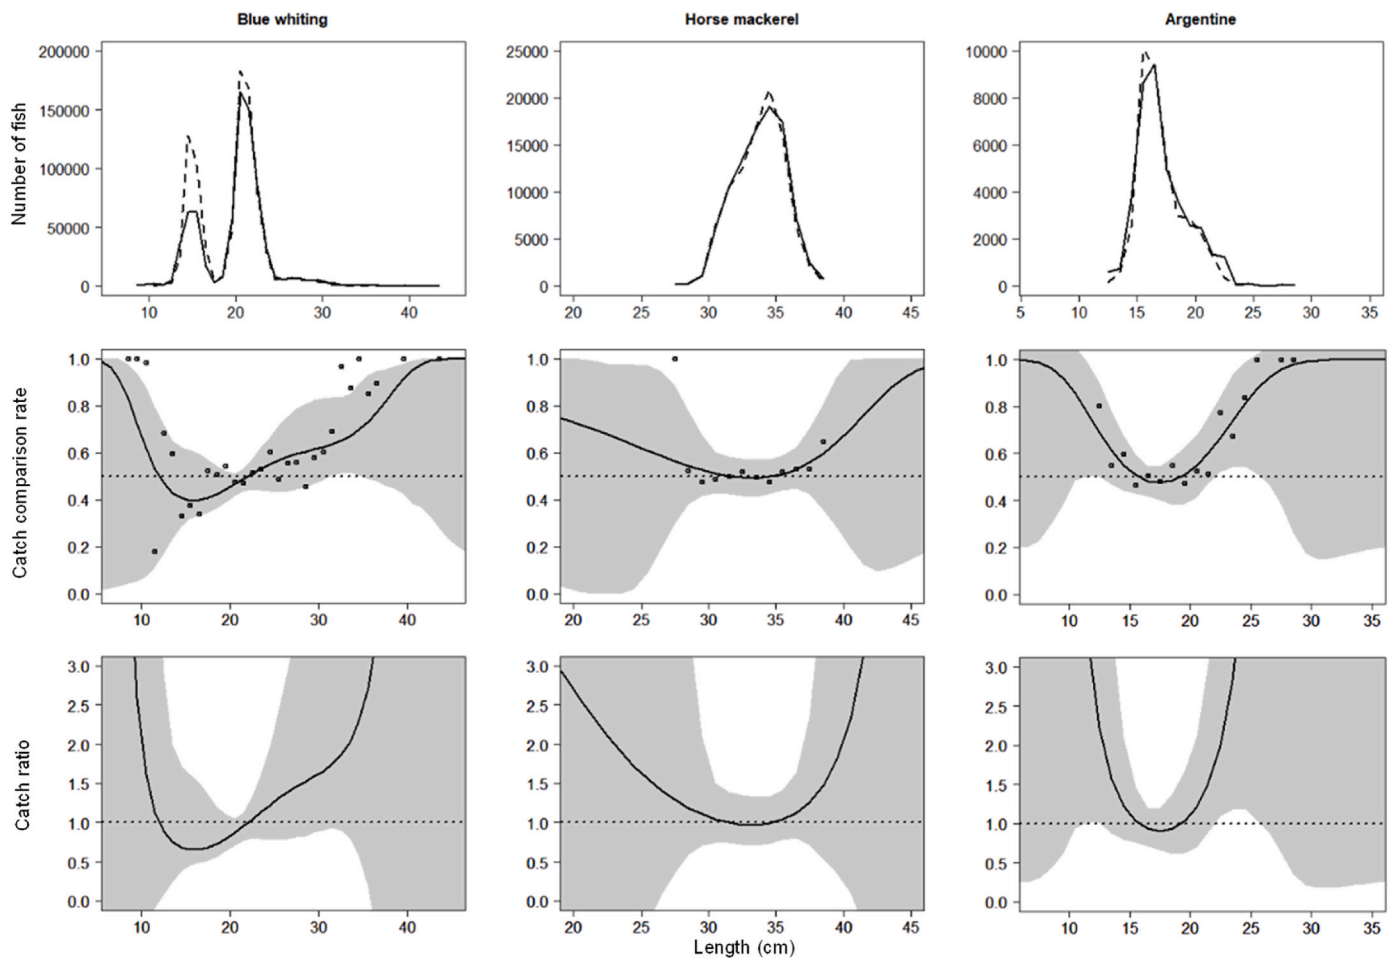 Blue whiting Horse mackerel Argentine
Number of fish
200000 150000 100000 50000 0
10 20 30 40
25000 20000 15000 10000 5000 0
20 25 30 35 40 45
10000 8000 6000 4000 2000 0
5 10 15 20 25 30 35
Catch comparison rate
1.0 0.8 0.6 0.4 0.2 0.0
10 20 30 40
1.0 0.8 0.6 0.4 0.2 0.0
20 25 30 35 40 45
1.0 0.8 0.6 0.4 0.2 0.0
10 15 20 25 30 35
Catch ratio
3.0 2.5 2.0 1.5 1.0 0.5 0.0
10 20 30 40
3.0 2.5 2.0 1.5 1.0 0.5 0.0
20 25 30 35 40 45
3.0 2.5 2.0 1.5 1.0 0.5 0.0
10 15 20 25 30 35
Length (cm)